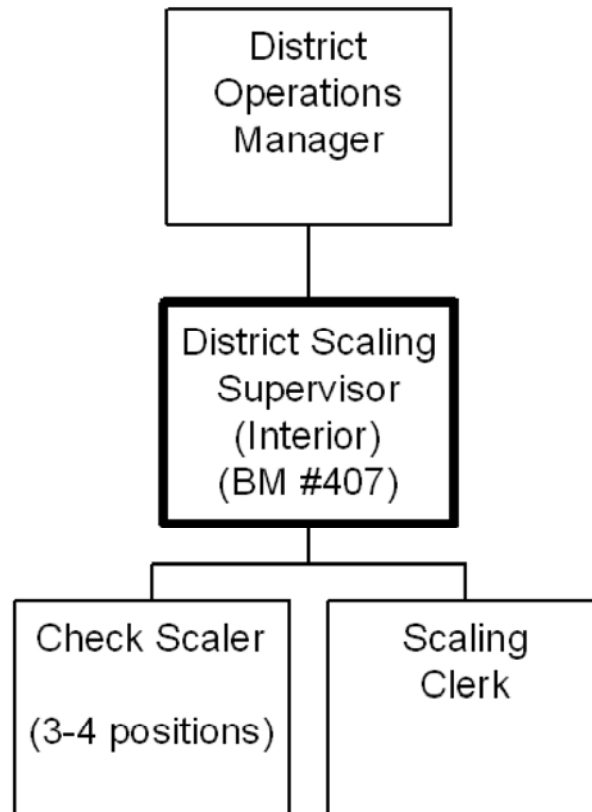 District
Operations
Manager
District Scaling
Supervisor
(Interior)
(BM #407)
Check Scaler
(3-4 positions)
Scaling
Clerk